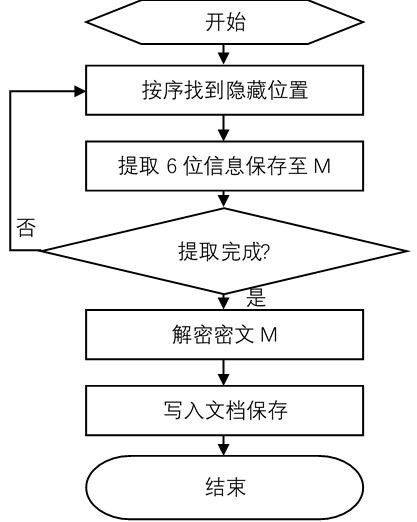 开始
按序找到隐藏位置
提取 6 位信息保存至 M
提取完成?
否
是
解密密文 M
写入文档保存
结束